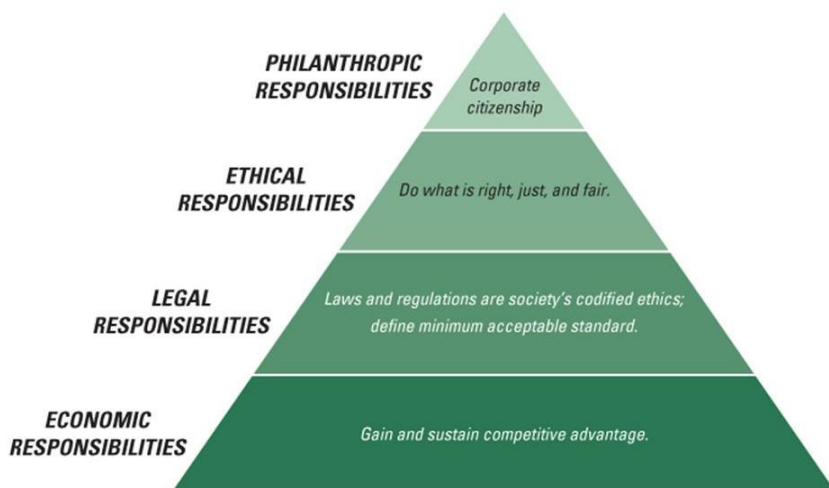 PHILANTHROPIC
RESPONSIBILITIES
Corporate
citizenship
ETHICAL
RESPONSIBILITIES
Do what is right, just, and fair.
LEGAL
RESPONSIBILITIES
Laws and regulations are society's codified ethics;
define minimum acceptable standard.
ECONOMIC
RESPONSIBILITIES
Gain and sustain competitive advantage.